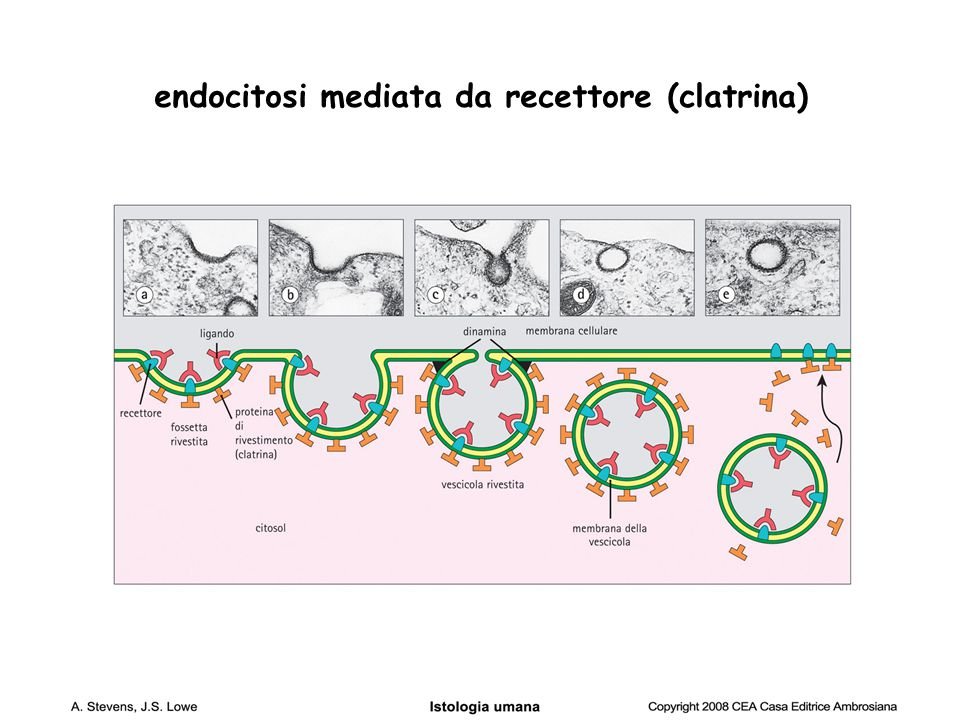 endocitosi mediata da recettore (clatrina)
a
b
c
d
e
ligando
dinamina
membrana cellulare
recettore
fossetta
rivestita
proteina
di
rivestimento
(clatrina)
vescicola rivestita
citosol
membrana della
vescicola
A. Stevens, J.S. Lowe
Istologia umana
Copyright 2008 CEA Casa Editrice Ambrosiana